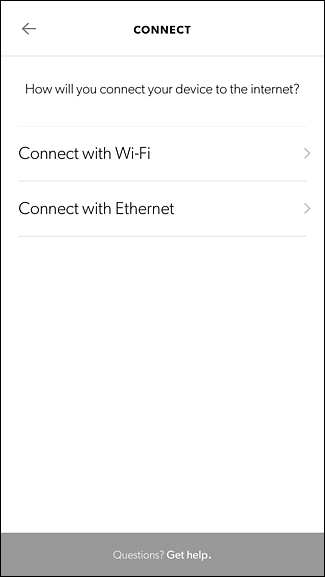 CONNECT
How will you connect your device to the internet?
Connect with Wi-Fi
Connect with Ethernet
Questions? Get help.